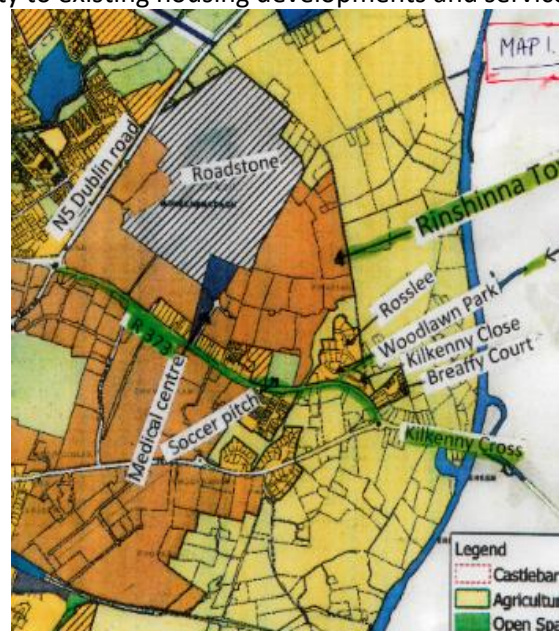 ty to existing housing developments and servic
MAP 1.
N5 Dublin road
Roadstone
Rinshinna To
Rosslee
Woodlawn Park
Kilkenny Close
Breaffy Court
R 373
Medical centre
Soccer pitch
Kilkenny Cross
Legend
Castlebar
Agricultur
Open Spa